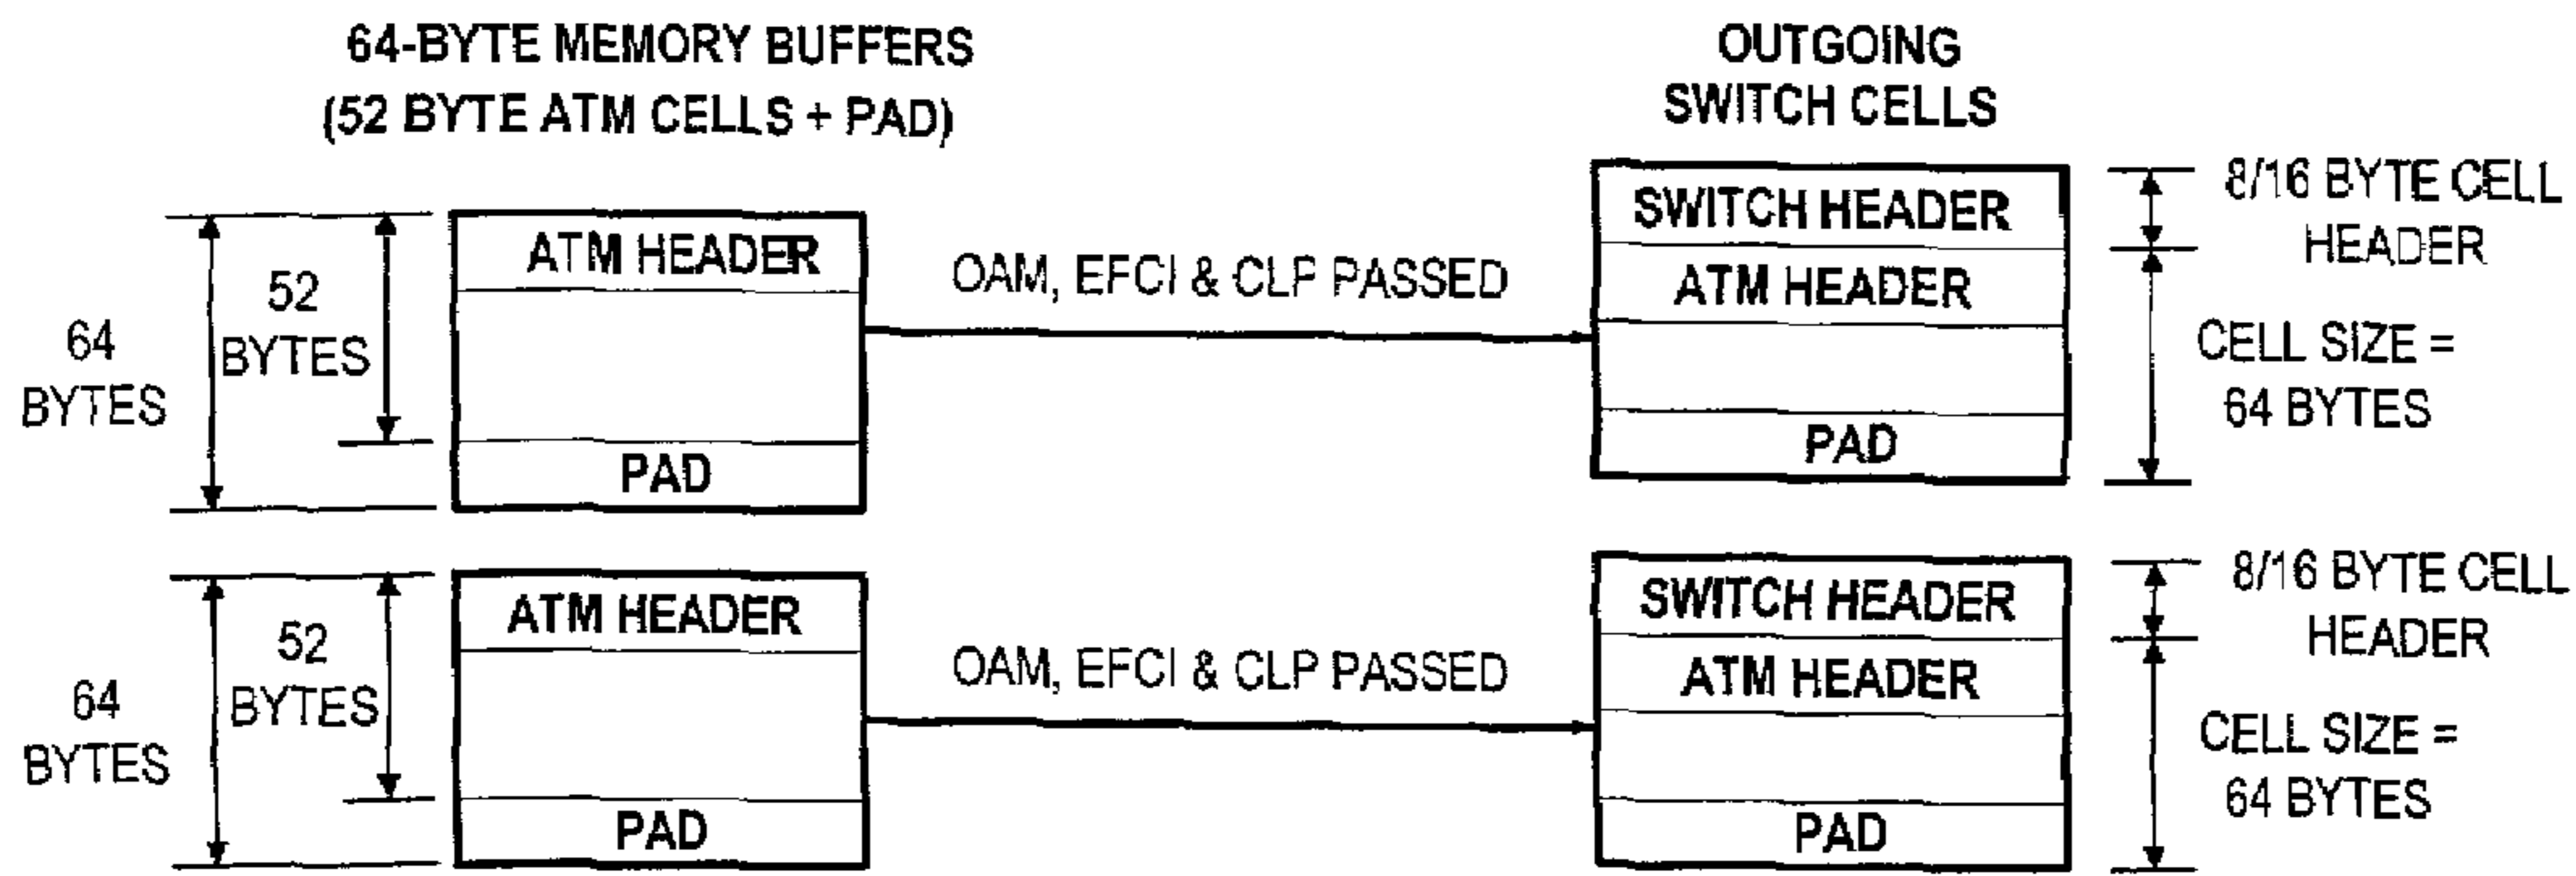 64-BYTE MEMORY BUFFERS
(52 BYTE ATM CELLS + PAD)
OUTGOING
SWITCH CELLS
64
BYTES
52
BYTES
ATM HEADER
PAD
OAM, EFCI & CLP PASSED
SWITCH HEADER
ATM HEADER
PAD
8/16 BYTE CELL
HEADER
CELL SIZE =
64 BYTES
64
BYTES
52
BYTES
ATM HEADER
PAD
OAM, EFCI & CLP PASSED
SWITCH HEADER
ATM HEADER
PAD
8/16 BYTE CELL
HEADER
CELL SIZE =
64 BYTES